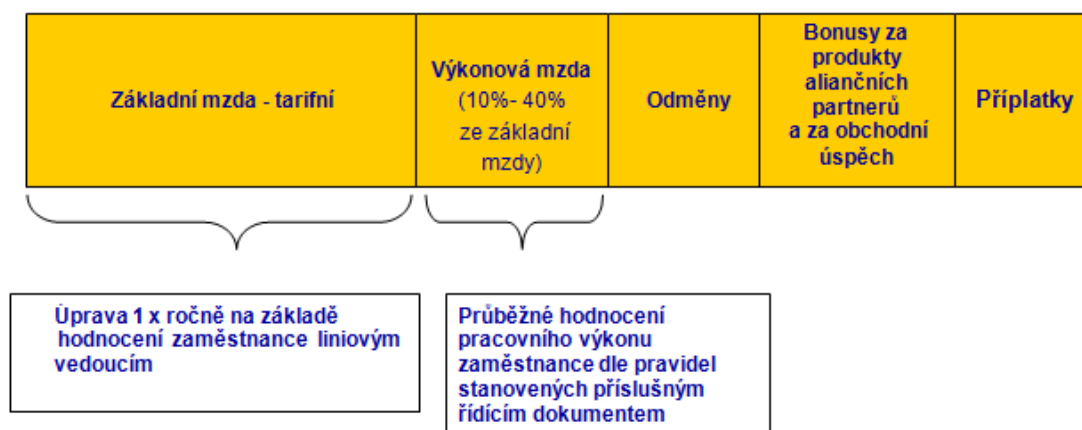 Základní mzda - tarifní
Výkonová mzda
(10%- 40%
ze základní
mzdy)
Odměny
Bonusy za
produkty
aliančních
partnerů
a za obchodní
úspěch
Příplatky
Úprava 1 x ročně na základě
hodnocení zaměstnance liniovým
vedoucím
Průběžné hodnocení
pracovního výkonu
zaměstnance dle pravidel
stanovených příslušným
řídícím dokumentem